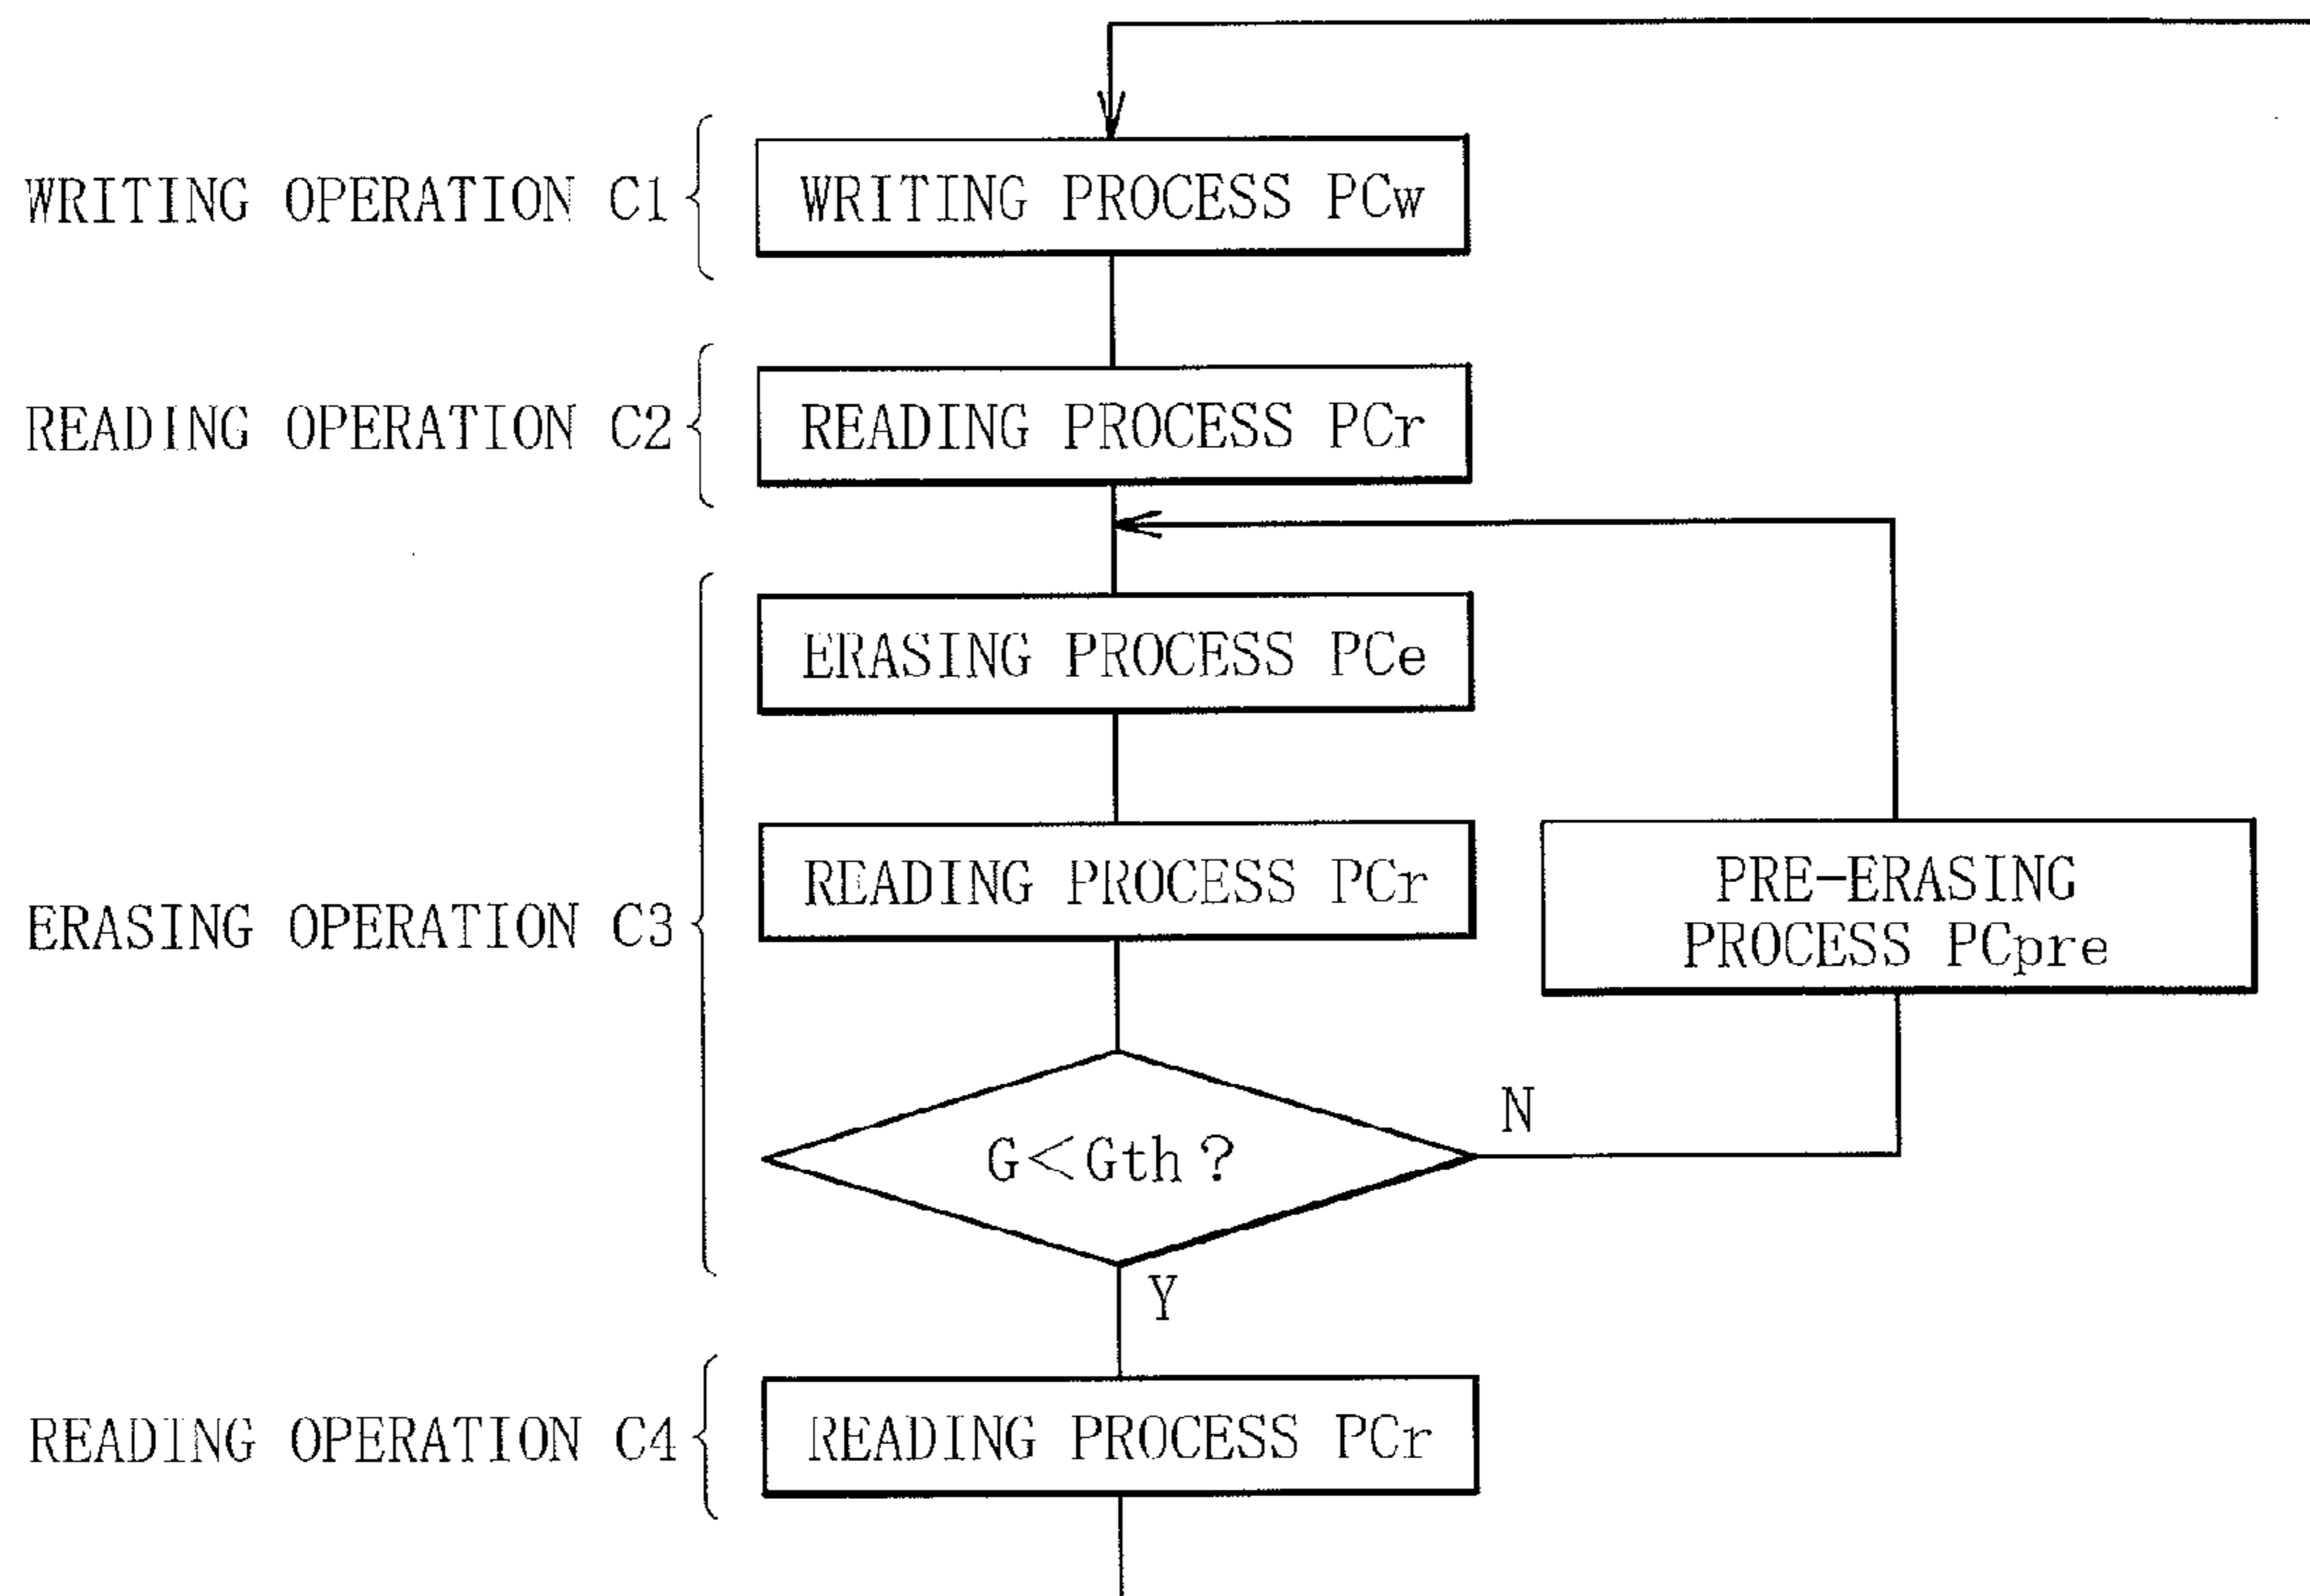 WRITING OPERATION C1
WRITING PROCESS PCw
READING OPERATION C2
READING PROCESS PCr
ERASING OPERATION C3
ERASING PROCESS PCe
READING PROCESS PCr
PRE-ERASING
PROCESS PCpre
G<Gth?
N
Y
READING OPERATION C4
READING PROCESS PCr